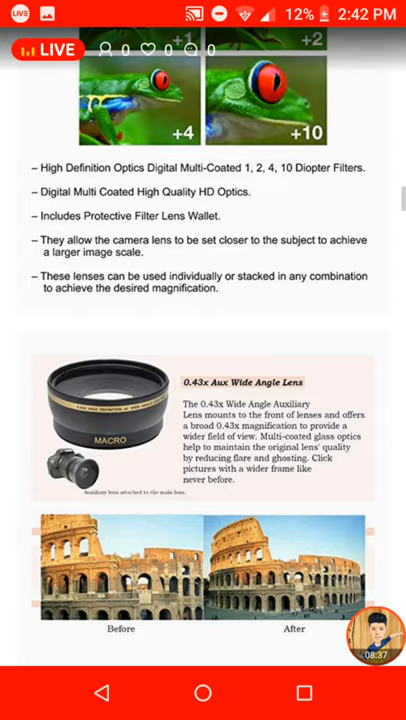 LIVE 12% 2:42 PM
LIVE 0 0 0
+1 +2
+4 +10
– High Definition Optics Digital Multi-Coated 1, 2, 4, 10 Diopter Filters.
– Digital Multi Coated High Quality HD Optics.
– Includes Protective Filter Lens Wallet.
– They allow the camera lens to be set closer to the subject to achieve
a larger image scale.
– These lenses can be used individually or stacked in any combination
to achieve the desired magnification.
0.43x Aux Wide Angle Lens
The 0.43x Wide Angle Auxiliary
Lens mounts to the front of lenses and offers
a broad 0.43x magnification to provide a
wider field of view. Multi-coated glass optics
help to maintain the original lens' quality
by reducing flare and ghosting. Click
pictures with a wider frame like
never before.
MACRO
Auxiliary lens attached to the main lens.
Before After
08:37